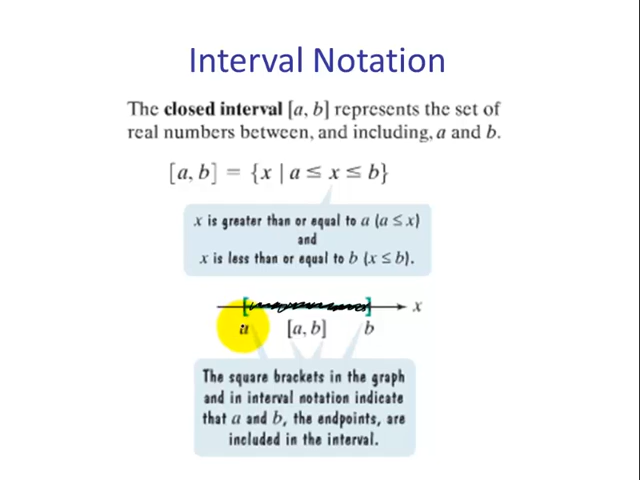 Interval Notation
The closed interval [a, b] represents the set of
real numbers between, and including, a and b.
[a, b] = {x | a ≤ x ≤ b}
x is greater than or equal to a (a ≤ x)
and
x is less than or equal to b (x ≤ b).
[ ] x
a [a, b] b
The square brackets in the graph
and in interval notation indicate
that a and b, the endpoints, are
included in the interval.